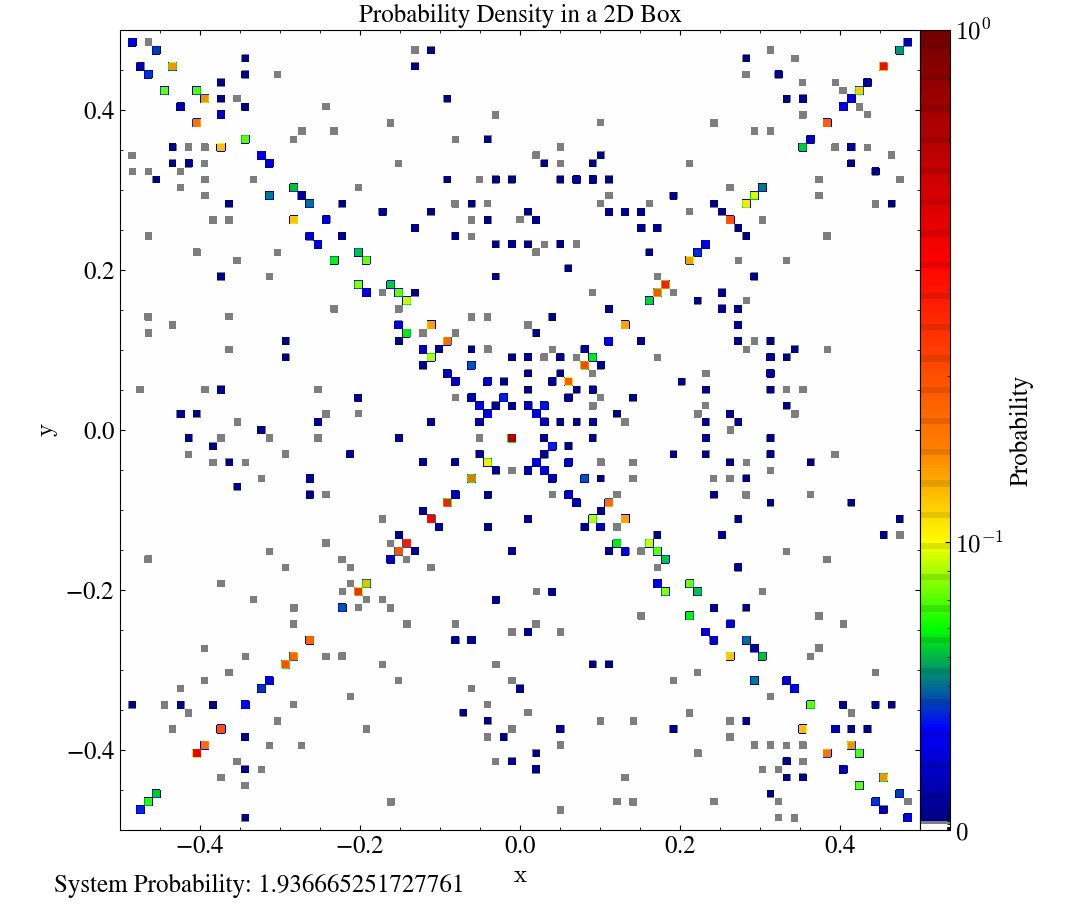 Probability Density in a 2D Box
10^0
0.4
0.2
y
0.0
Probability
10^−1
−0.2
−0.4
0
−0.4 −0.2 0.0 0.2 0.4
x
System Probability: 1.936665251727761